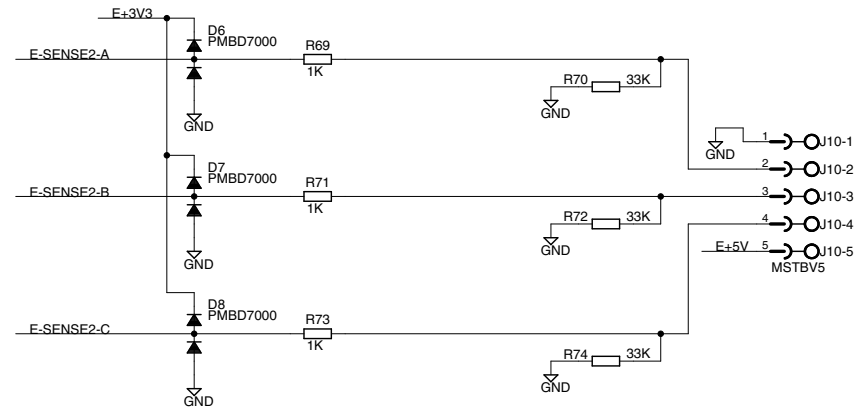 E+3V3
D6
PMBD7000
E-SENSE2-A
R69
1K
R70 33K
GND
GND
1 J10-1
GND
2 J10-2
D7
PMBD7000
E-SENSE2-B
R71
1K
3 J10-3
R72 33K
4 J10-4
GND
GND
E+5V 5 J10-5
MSTBV5
D8
PMBD7000
E-SENSE2-C
R73
1K
R74 33K
GND
GND